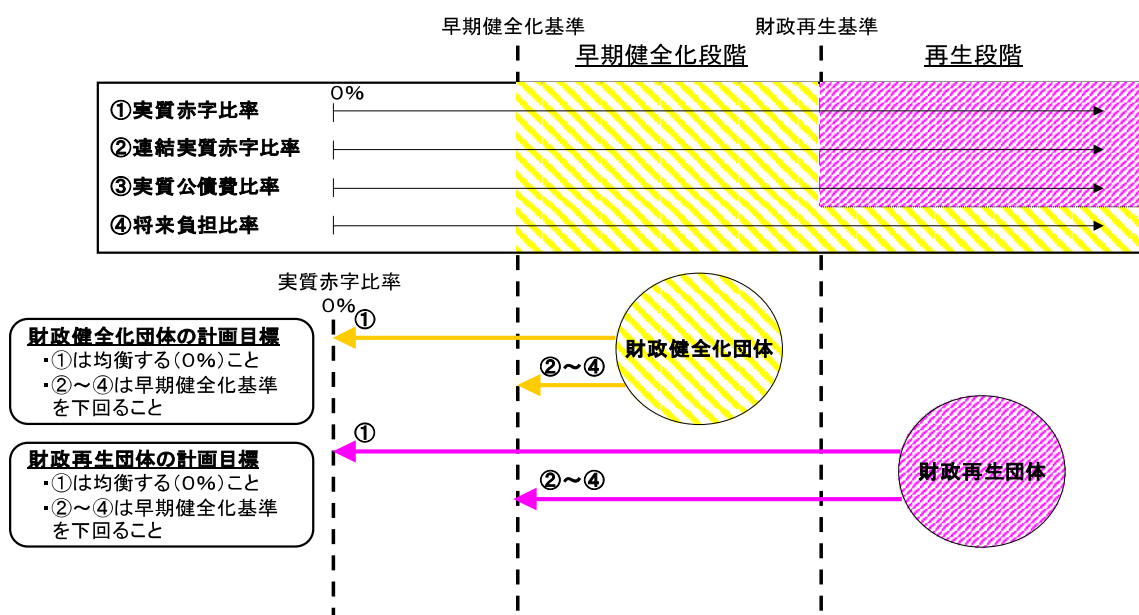 早期健全化基準
財政再生基準
早期健全化段階
再生段階
0%
①実質赤字比率
②連結実質赤字比率
③実質公債費比率
④将来負担比率
実質赤字比率
0%
財政健全化団体の計画目標
・①は均衡する(0%)こと
・②~④は早期健全化基準
を下回ること
①
②~④
財政健全化団体
財政再生団体の計画目標
・①は均衡する(0%)こと
・②~④は早期健全化基準
を下回ること
①
②~④
財政再生団体